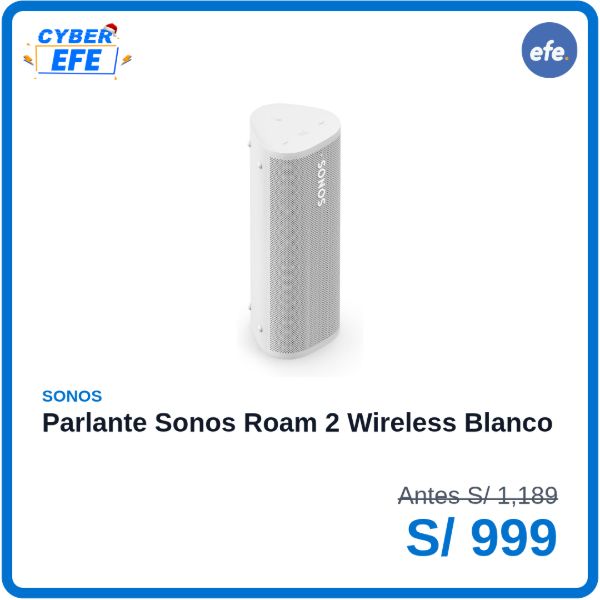 CYBER
EFE
efe.
SONOS
SONOS
Parlante Sonos Roam 2 Wireless Blanco
Antes S/ 1,189
S/ 999